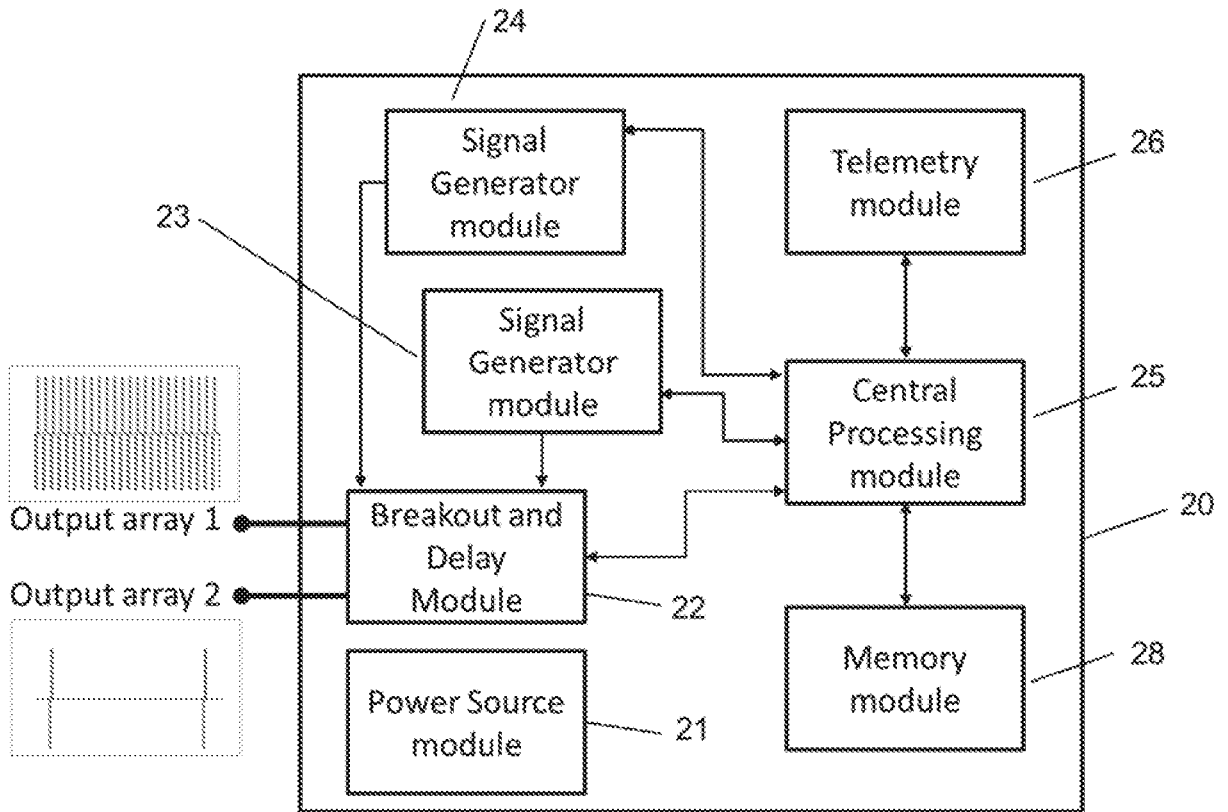 24
Signal
Generator
module
Telemetry
module
26
23
Signal
Generator
module
Central
Processing
module
25
Output array 1
Breakout and
Delay
Module
20
Output array 2
22
Memory
module
28
Power Source
module
21